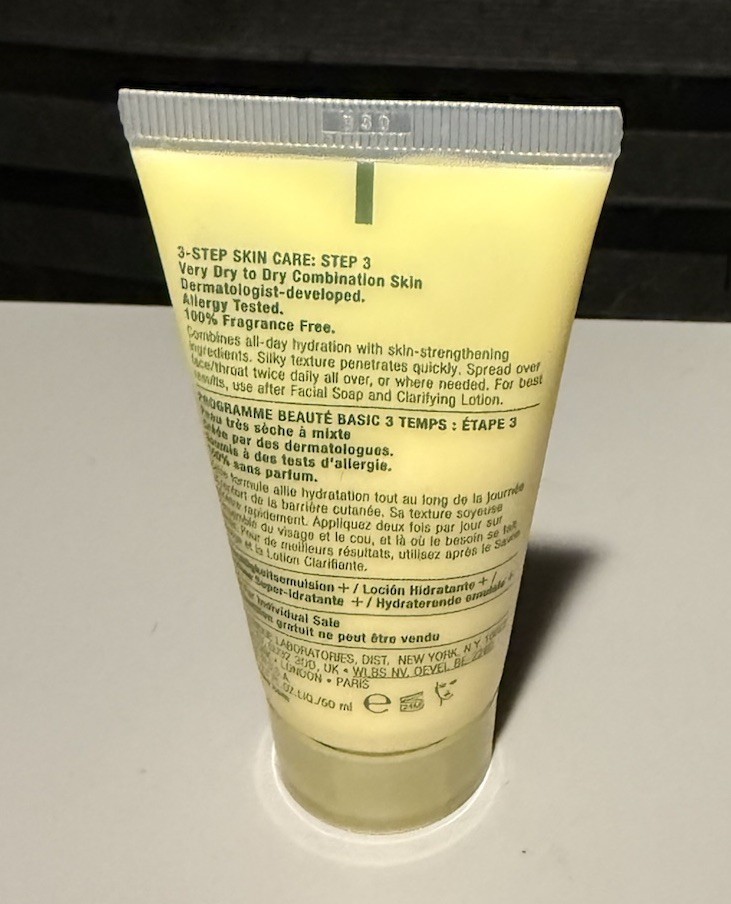 3-STEP SKIN CARE: STEP 3
Very Dry to Dry Combination Skin
Dermatologist-developed.
Allergy Tested.
100% Fragrance Free.
Combines all-day hydration with skin-strengthening
ingredients. Silky texture penetrates quickly. Spread over
face/throat twice daily all over, or where needed. For best
results, use after Facial Soap and Clarifying Lotion.
PROGRAMME BEAUTÉ BASIC 3 TEMPS : ÉTAPE 3
très sèche à mixte
par des dermatologues.
à des tests d'allergie.
sans parfum.
formule allie hydratation tout au long de la journée
de la barrière cutanée. Sa texture soyeuse
rapidement. Appliquez deux fois par jour sur
du visage et le cou, et là où le besoin se fait
Pour de meilleurs résultats, utilisez après le
et la Lotion Clarifiante.
+ / Loción Hidratante + /
+ / Hydraterende
Individual Sale
gratuit ne peut être vendu
LABORATORIES, DIST. NEW YORK, N.Y.
3QD, UK • WLBS NV, OEVEL BE
• LONDON • PARIS
OZ.LIQ./50 ml e 24M